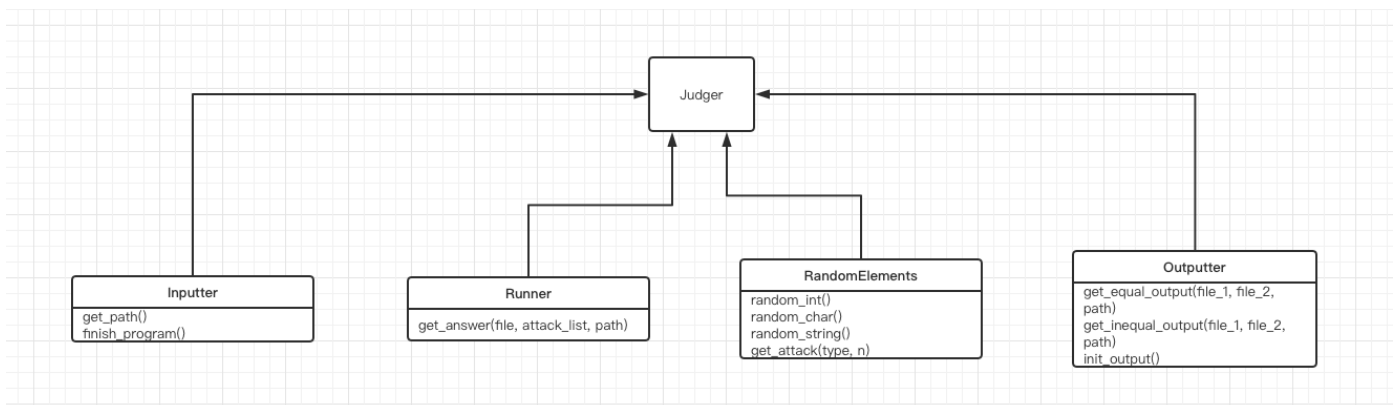 Judger
Inputter
get_path()
finish_program()
Runner
get_answer(file, attack_list, path)
RandomElements
random_int()
random_char()
random_string()
get_attack(type, n)
Outputter
get_equal_output(file_1, file_2,
path)
get_inequal_output(file_1, file_2,
path)
init_output()